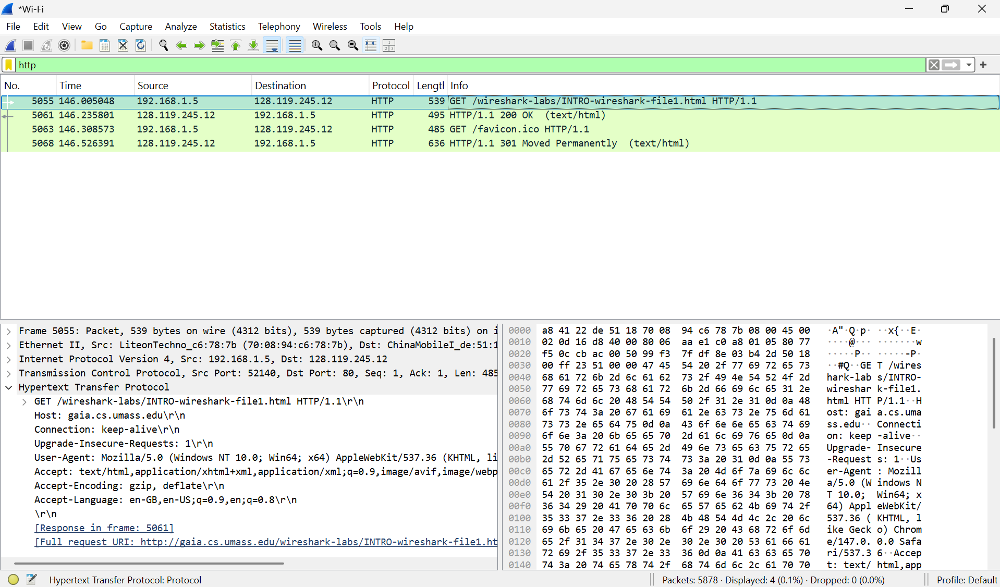 *Wi-Fi
File Edit View Go Capture Analyze Statistics Telephony Wireless Tools Help
http
No. Time Source Destination Protocol Length Info
5055 146.005048 192.168.1.5 128.119.245.12 HTTP 539 GET /wireshark-labs/INTRO-wireshark-file1.html HTTP/1.1
5061 146.235801 128.119.245.12 192.168.1.5 HTTP 495 HTTP/1.1 200 OK (text/html)
5063 146.308573 192.168.1.5 128.119.245.12 HTTP 485 GET /favicon.ico HTTP/1.1
5068 146.526391 128.119.245.12 192.168.1.5 HTTP 636 HTTP/1.1 301 Moved Permanently (text/html)
Frame 5055: Packet, 539 bytes on wire (4312 bits), 539 bytes captured (4312 bits) on i
Ethernet II, Src: LiteonTechno_c6:78:7b (70:08:94:c6:78:7b), Dst: ChinaMobileI_de:51:1
Internet Protocol Version 4, Src: 192.168.1.5, Dst: 128.119.245.12
Transmission Control Protocol, Src Port: 52140, Dst Port: 80, Seq: 1, Ack: 1, Len: 485
Hypertext Transfer Protocol
GET /wireshark-labs/INTRO-wireshark-file1.html HTTP/1.1\r\n
Host: gaia.cs.umass.edu\r\n
Connection: keep-alive\r\n
Upgrade-Insecure-Requests: 1\r\n
User-Agent: Mozilla/5.0 (Windows NT 10.0; Win64; x64) AppleWebKit/537.36 (KHTML, li
Accept: text/html,application/xhtml+xml,application/xml;q=0.9,image/avif,image/webp
Accept-Encoding: gzip, deflate\r\n
Accept-Language: en-GB,en-US;q=0.9,en;q=0.8\r\n
\r\n
[Response in frame: 5061]
[Full request URI: http://gaia.cs.umass.edu/wireshark-labs/INTRO-wireshark-file1.ht
0000 a8 41 22 de 51 18 70 08 94 c6 78 7b 08 00 45 00 ·A"·Q·p· ··x{··E·
0010 02 0d 16 d8 40 00 80 06 aa e1 c0 a8 01 05 80 77 ····@··· ·······w
0020 f5 0c cb ac 00 50 99 f3 7f df 8e 03 b4 2d 50 18 ·····P·· ·····-P·
0030 00 ff 23 51 00 00 47 45 54 20 2f 77 69 72 65 73 ··#Q··GE T /wires
0040 68 61 72 6b 2d 6c 61 62 73 2f 49 4e 54 52 4f 2d hark-lab s/INTRO-
0050 77 69 72 65 73 68 61 72 6b 2d 66 69 6c 65 31 2e wireshar k-file1.
0060 68 74 6d 6c 20 48 54 54 50 2f 31 2e 31 0d 0a 48 html HTT P/1.1··H
0070 6f 73 74 3a 20 67 61 69 61 2e 63 73 2e 75 6d 61 ost: gai a.cs.uma
0080 73 73 2e 65 64 75 0d 0a 43 6f 6e 6e 65 63 74 69 ss.edu·· Connecti
0090 6f 6e 3a 20 6b 65 65 70 2d 61 6c 69 76 65 0d 0a on: keep -alive··
00a0 55 70 67 72 61 64 65 2d 49 6e 73 65 63 75 72 65 Upgrade- Insecure
00b0 2d 52 65 71 75 65 73 74 73 3a 20 31 0d 0a 55 73 -Request s: 1··Us
00c0 65 72 2d 41 67 65 6e 74 3a 20 4d 6f 7a 69 6c 6c er-Agent : Mozill
00d0 61 2f 35 2e 30 20 28 57 69 6e 64 6f 77 73 20 4e a/5.0 (W indows N
00e0 54 20 31 30 2e 30 3b 20 57 69 6e 36 34 3b 20 78 T 10.0; Win64; x
00f0 36 34 29 20 41 70 70 6c 65 57 65 62 4b 69 74 2f 64) Appl eWebKit/
0100 35 33 37 2e 33 36 20 28 4b 48 54 4d 4c 2c 20 6c 537.36 ( KHTML, l
0110 69 6b 65 20 47 65 63 6b 6f 29 20 43 68 72 6f 6d ike Geck o) Chrom
0120 65 2f 31 34 37 2e 30 2e 30 2e 30 20 53 61 66 61 e/147.0. 0.0 Safa
0130 72 69 2f 35 33 37 2e 33 36 0d 0a 41 63 63 65 70 ri/537.3 6··Accep
0140 74 3a 20 74 65 78 74 2f 68 74 6d 6c 2c 61 70 70 t: text/ html,app
Hypertext Transfer Protocol: Protocol
Packets: 5878 · Displayed: 4 (0.1%) · Dropped: 0 (0.0%)
Profile: Default